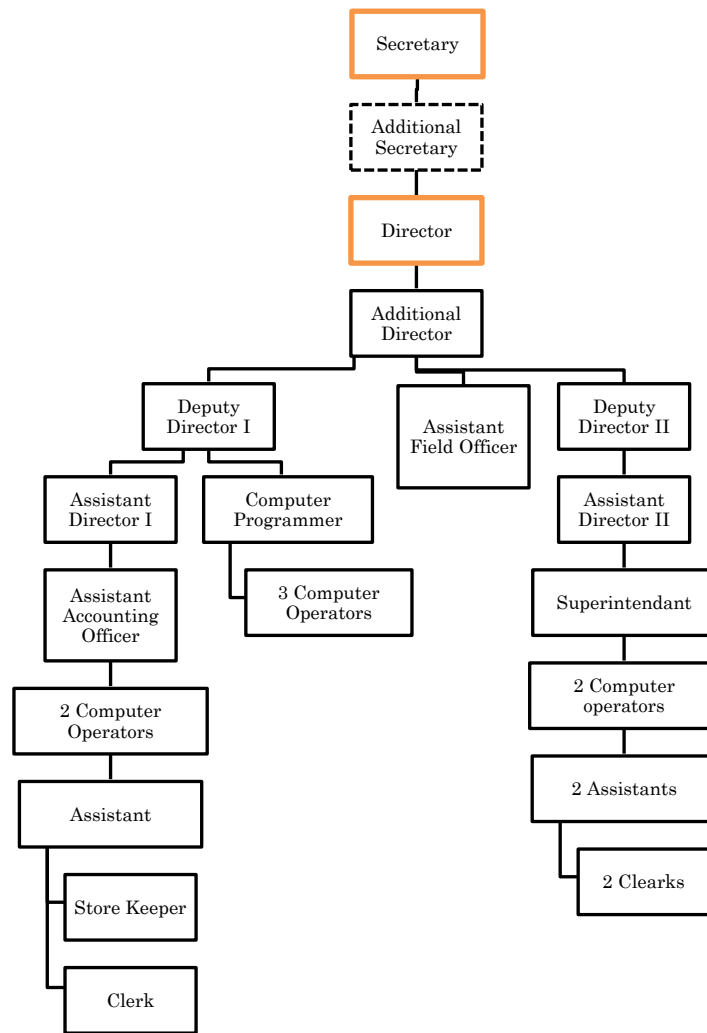 Secretary
Additional
Secretary
Director
Additional
Director
Deputy
Director I
Assistant
Field Officer
Deputy
Director II
Assistant
Director I
Computer
Programmer
Assistant
Director II
Assistant
Accounting
Officer
3 Computer
Operators
Superintendant
2 Computer
Operators
2 Computer
operators
Assistant
2 Assistants
Store Keeper
2 Clearks
Clerk